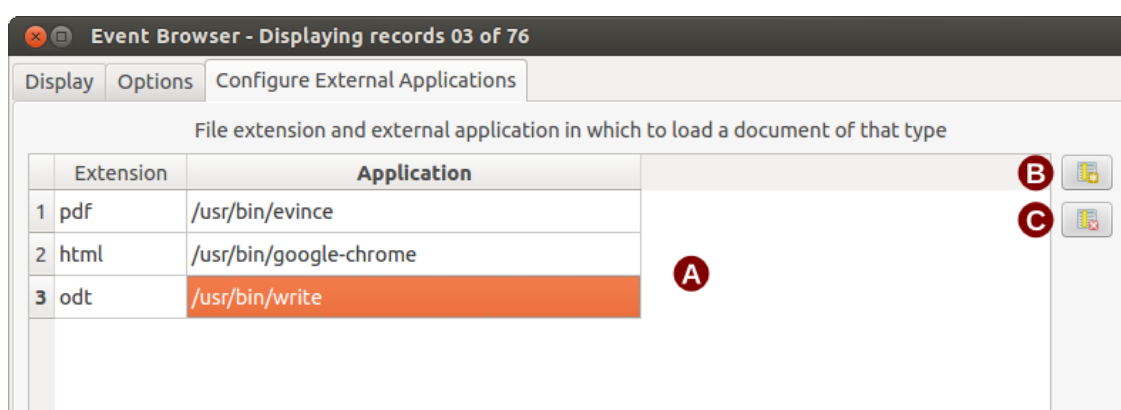 Event Browser - Displaying records 03 of 76
Display Options Configure External Applications
File extension and external application in which to load a document of that type
Extension Application
B
1 pdf /usr/bin/evince
C
2 html /usr/bin/google-chrome
A
3 odt /usr/bin/write